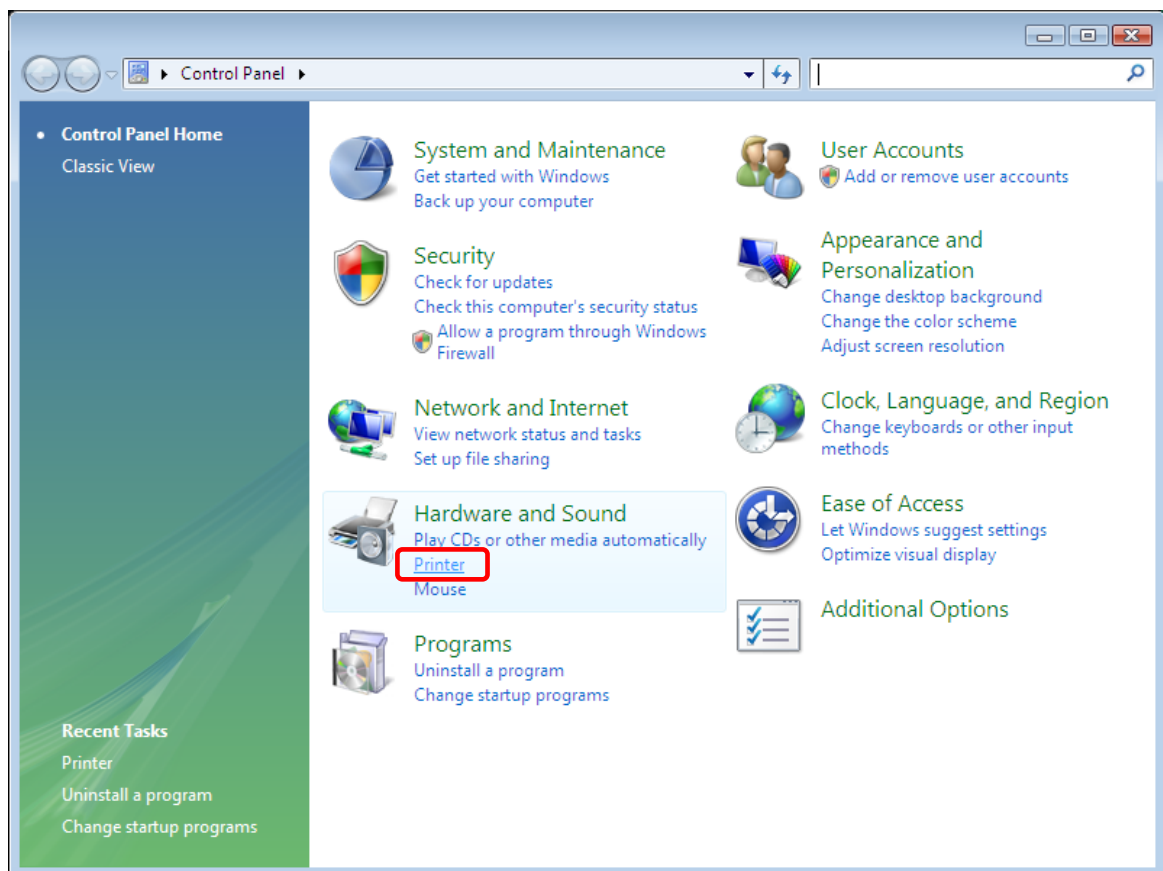 Control Panel
Control Panel Home
Classic View
Recent Tasks
Printer
Uninstall a program
Change startup programs
System and Maintenance
Get started with Windows
Back up your computer
Security
Check for updates
Check this computer's security status
Allow a program through Windows
Firewall
Network and Internet
View network status and tasks
Set up file sharing
Hardware and Sound
Play CDs or other media automatically
Printer
Mouse
Programs
Uninstall a program
Change startup programs
User Accounts
Add or remove user accounts
Appearance and
Personalization
Change desktop background
Change the color scheme
Adjust screen resolution
Clock, Language, and Region
Change keyboards or other input
methods
Ease of Access
Let Windows suggest settings
Optimize visual display
Additional Options